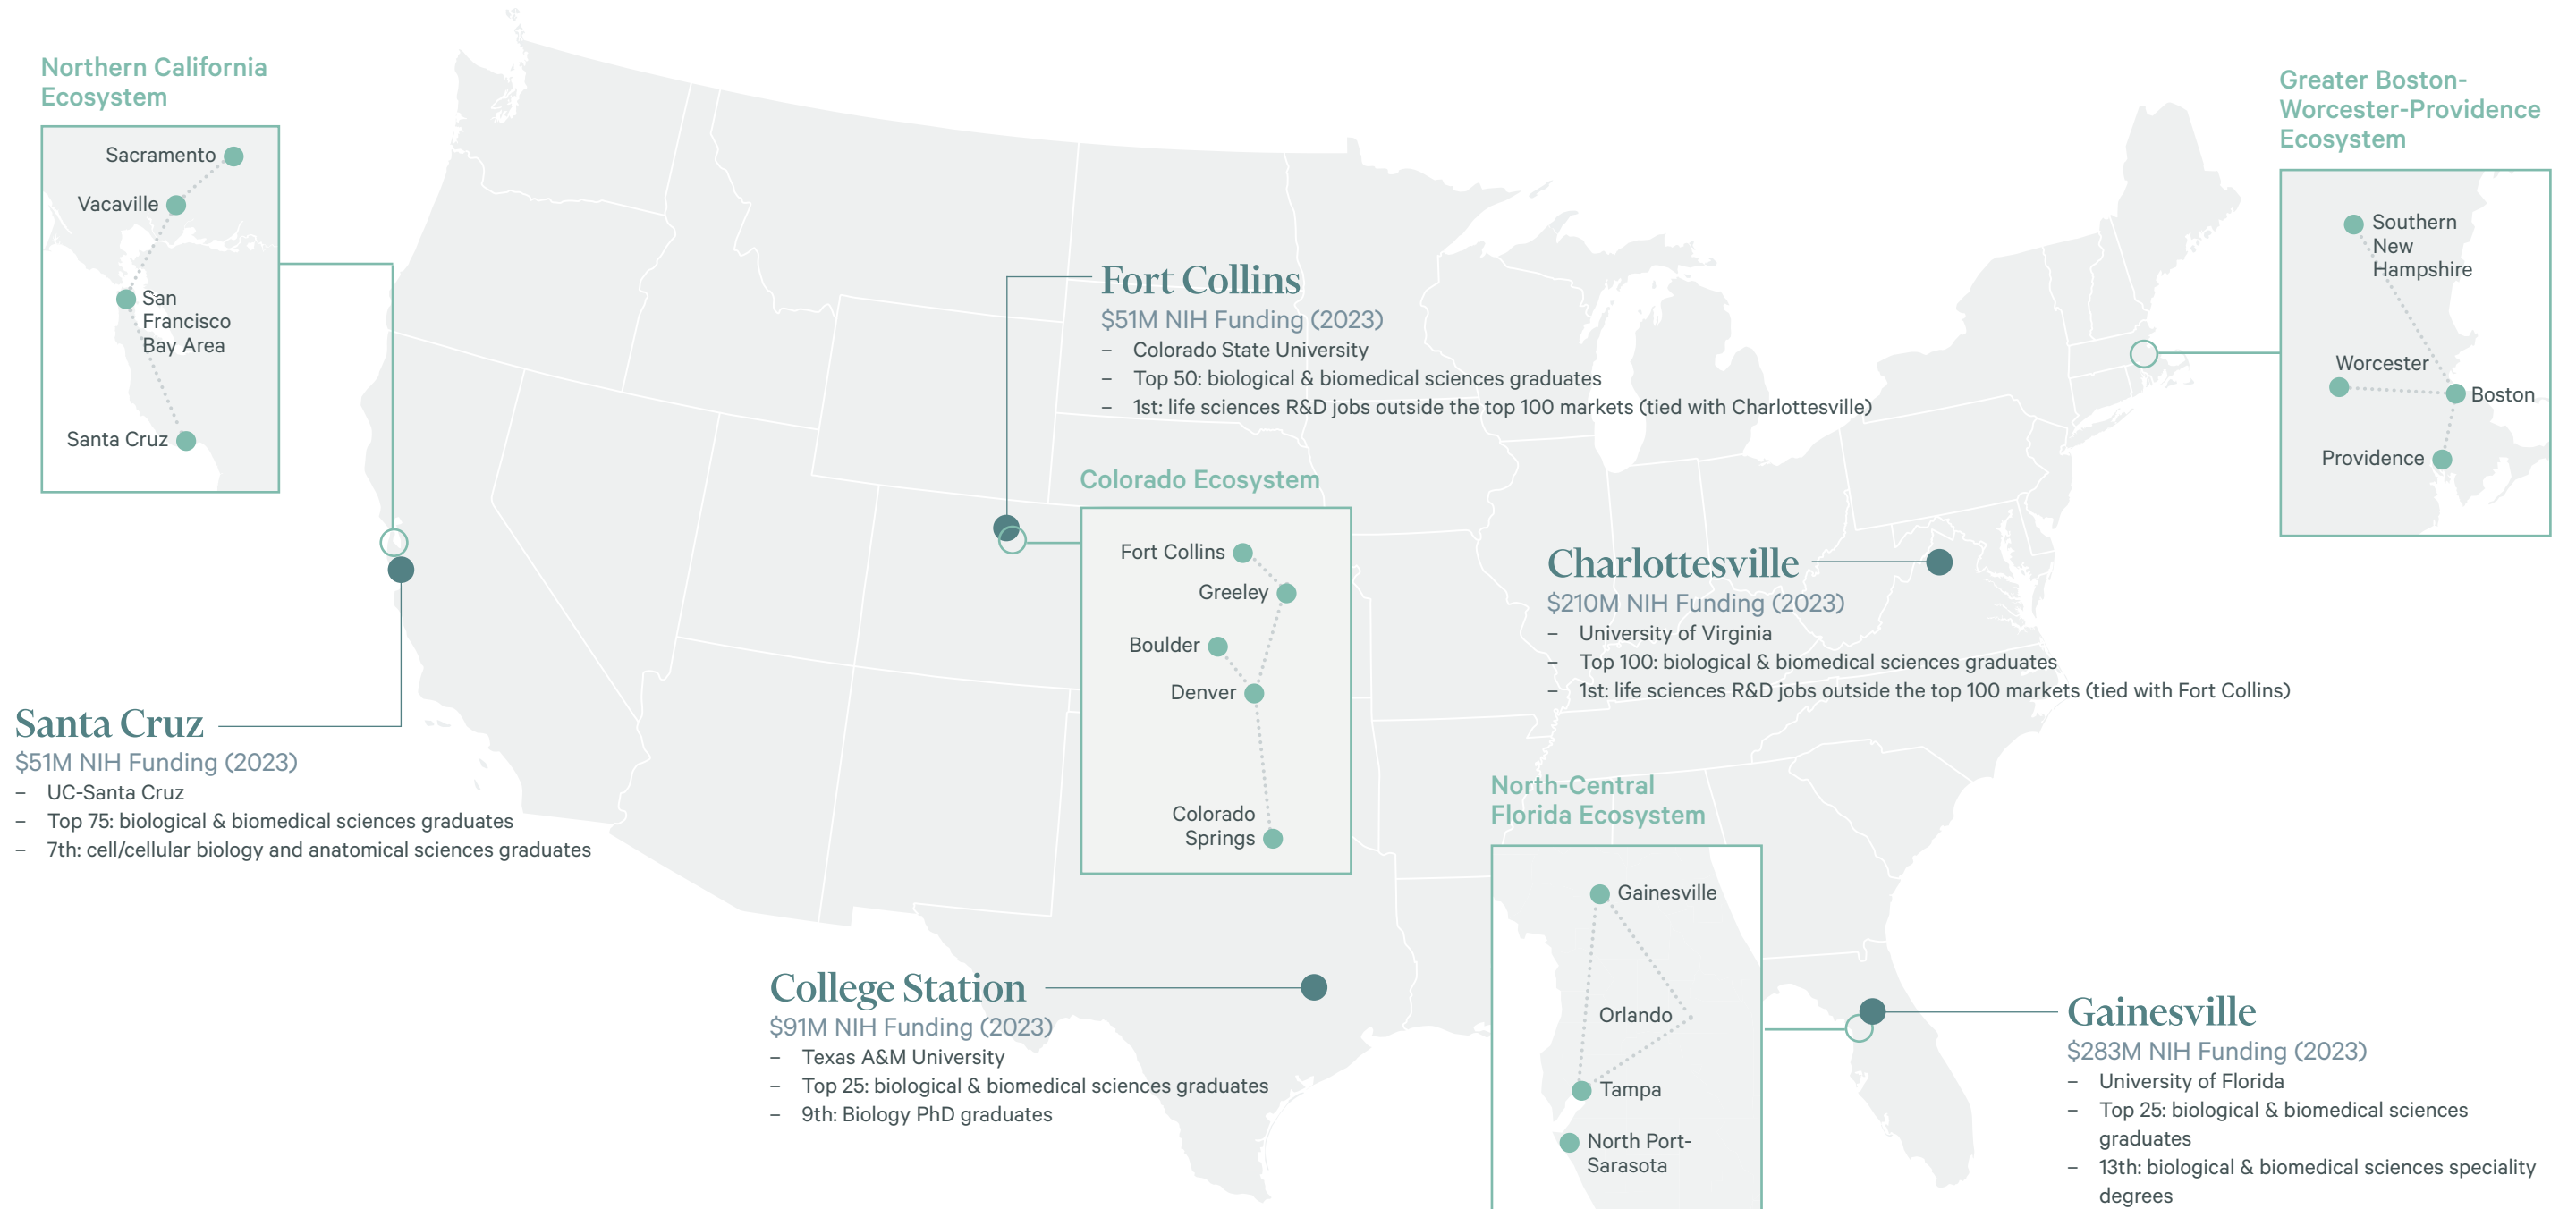 Northern California
Ecosystem
Sacramento
Vacaville
San
Francisco
Bay Area
Santa Cruz
Greater Boston-
Worcester-Providence
Ecosystem
Southern
New
Hampshire
Worcester
Boston
Providence
Fort Collins
$51M NIH Funding (2023)
– Colorado State University
– Top 50: biological & biomedical sciences graduates
– 1st: life sciences R&D jobs outside the top 100 markets (tied with Charlottesville)
Colorado Ecosystem
Fort Collins
Greeley
Boulder
Denver
Colorado
Springs
Charlottesville
$210M NIH Funding (2023)
– University of Virginia
– Top 100: biological & biomedical sciences graduates
– 1st: life sciences R&D jobs outside the top 100 markets (tied with Fort Collins)
Santa Cruz
$51M NIH Funding (2023)
– UC-Santa Cruz
– Top 75: biological & biomedical sciences graduates
– 7th: cell/cellular biology and anatomical sciences graduates
North-Central
Florida Ecosystem
Gainesville
Orlando
Tampa
North Port-
Sarasota
College Station
$91M NIH Funding (2023)
– Texas A&M University
– Top 25: biological & biomedical sciences graduates
– 9th: Biology PhD graduates
Gainesville
$283M NIH Funding (2023)
– University of Florida
– Top 25: biological & biomedical sciences
graduates
– 13th: biological & biomedical sciences speciality
degrees